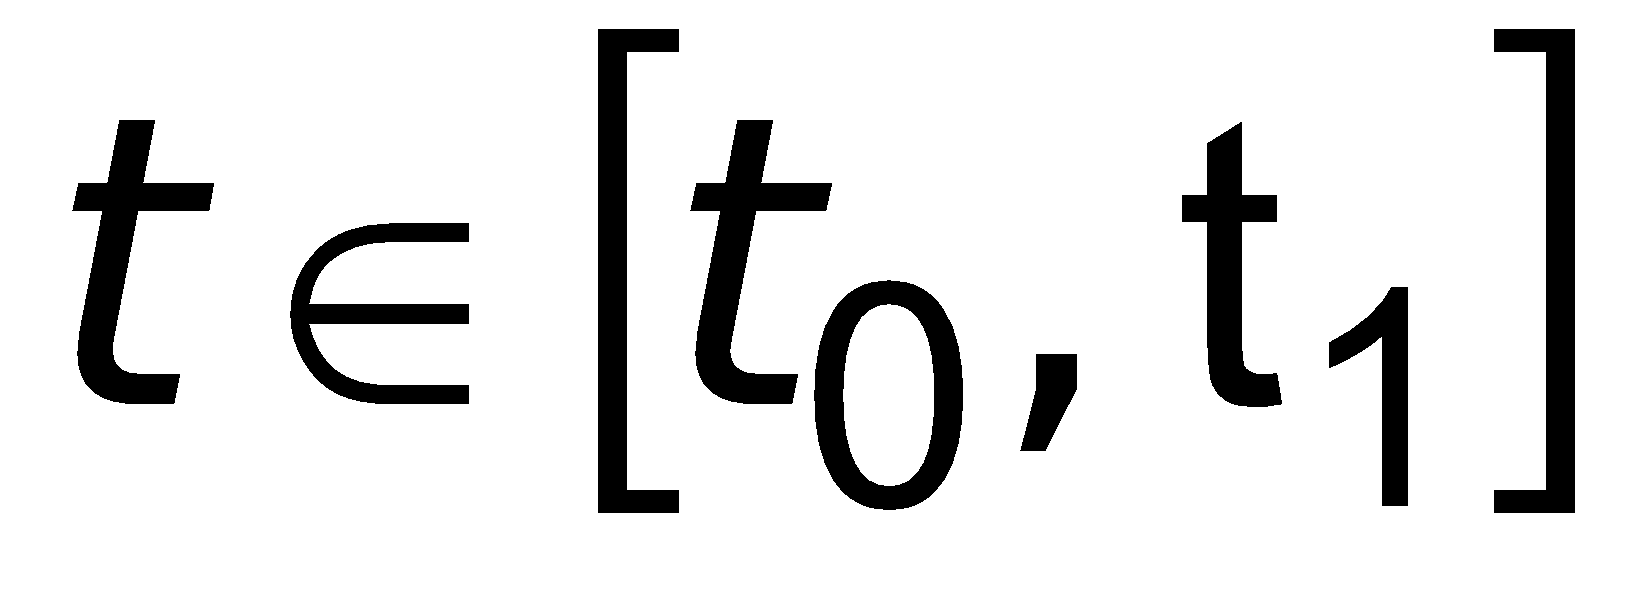 t ∈ [t₀, t₁]